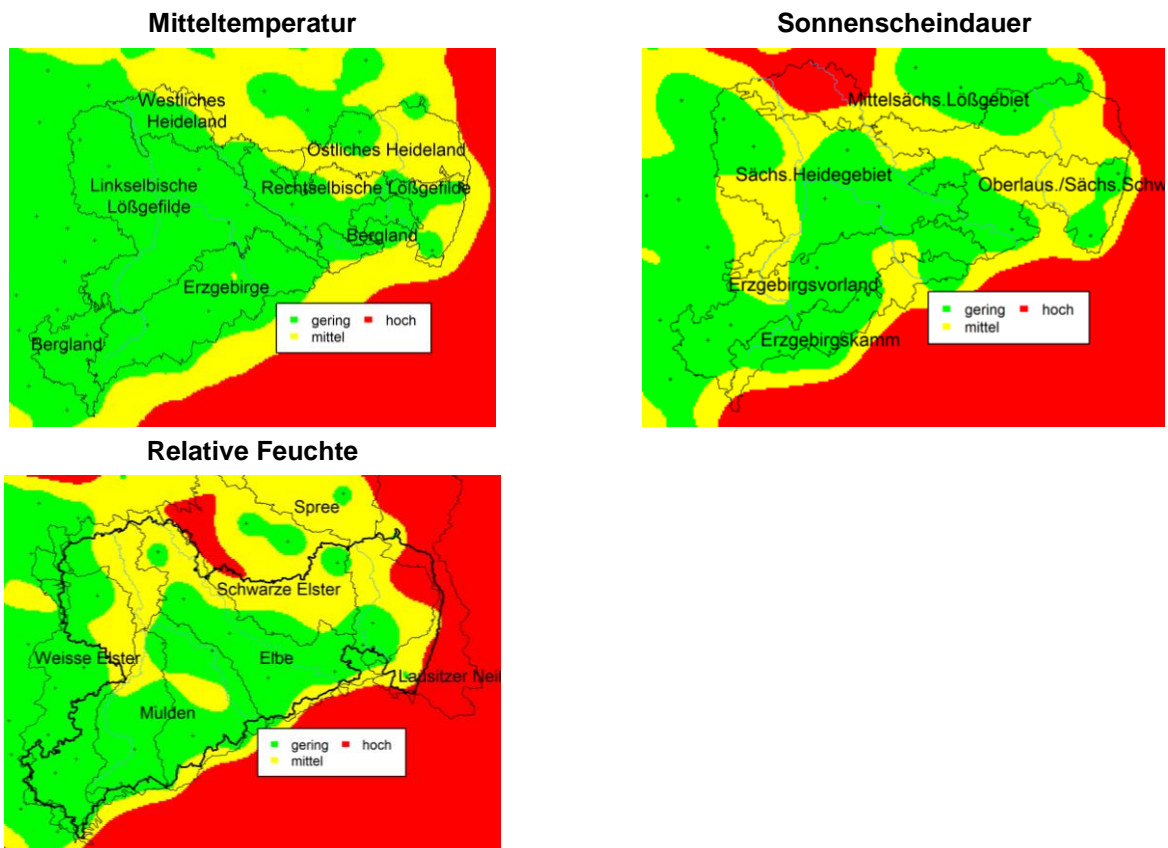 Mitteltemperatur
Westliches
Heideland
Östliches Heideland
Linkselbische
Lößgefilde
Rechtselbische Lößgefilde
Bergland
Erzgebirge
Bergland
gering hoch
mittel
Sonnenscheindauer
Mittelsächs.Lößgebiet
Sächs.Heidegebiet
Oberlaus./Sächs.Schw
Erzgebirgsvorland
Erzgebirgskamm
gering hoch
mittel
Relative Feuchte
Spree
Schwarze Elster
Weisse Elster
Elbe
Lausitzer Nei
Mulden
gering hoch
mittel